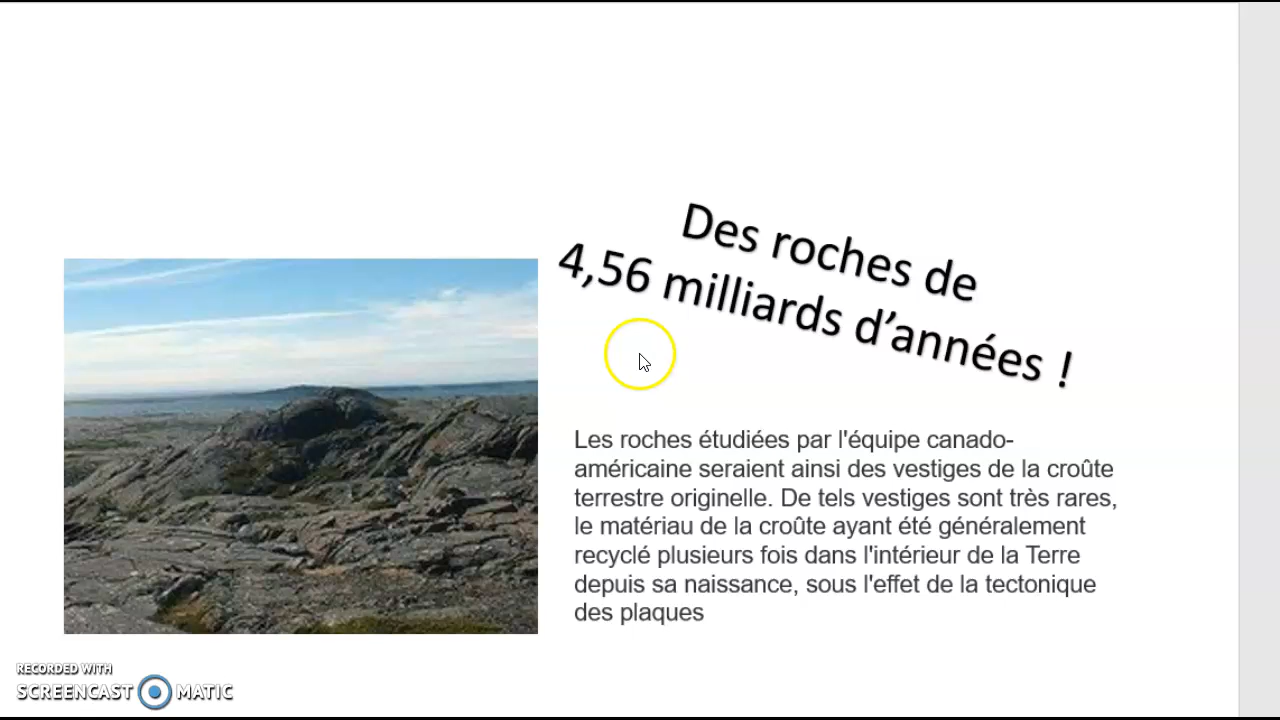 Des roches de
4,56 milliards d’années !
Les roches étudiées par l'équipe canado-
américaine seraient ainsi des vestiges de la croûte
terrestre originelle. De tels vestiges sont très rares,
le matériau de la croûte ayant été généralement
recyclé plusieurs fois dans l'intérieur de la Terre
depuis sa naissance, sous l'effet de la tectonique
des plaques
RECORDED WITH
SCREENCAST MATIC